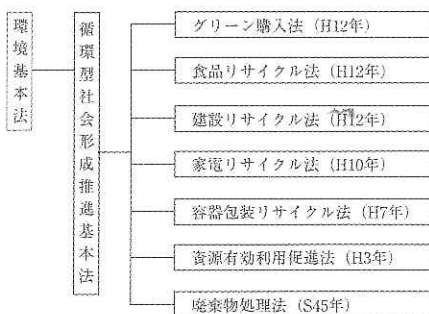 環境基本法
循環型社会形成推進基本法
グリーン購入法 (H12年)
食品リサイクル法 (H12年)
建設リサイクル法 (H12年)
家電リサイクル法 (H10年)
容器包装リサイクル法 (H7年)
資源有効利用促進法 (H3年)
廃棄物処理法 (S45年)